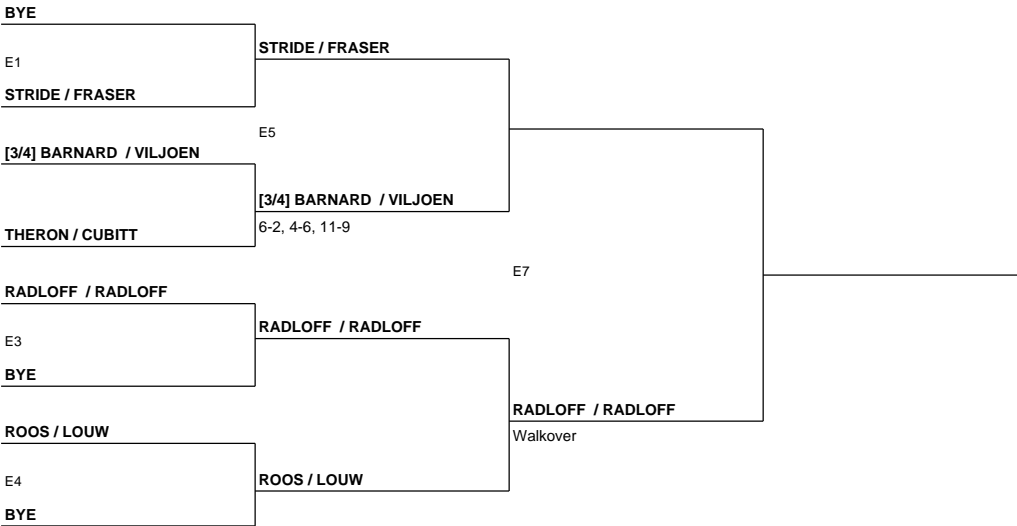 BYE
STRIDE / FRASER
E1
STRIDE / FRASER
E5
[3/4] BARNARD / VILJOEN
[3/4] BARNARD / VILJOEN
6-2, 4-6, 11-9
THERON / CUBITT
E7
RADLOFF / RADLOFF
RADLOFF / RADLOFF
E3
BYE
RADLOFF / RADLOFF
Walkover
ROOS / LOUW
E4
ROOS / LOUW
BYE